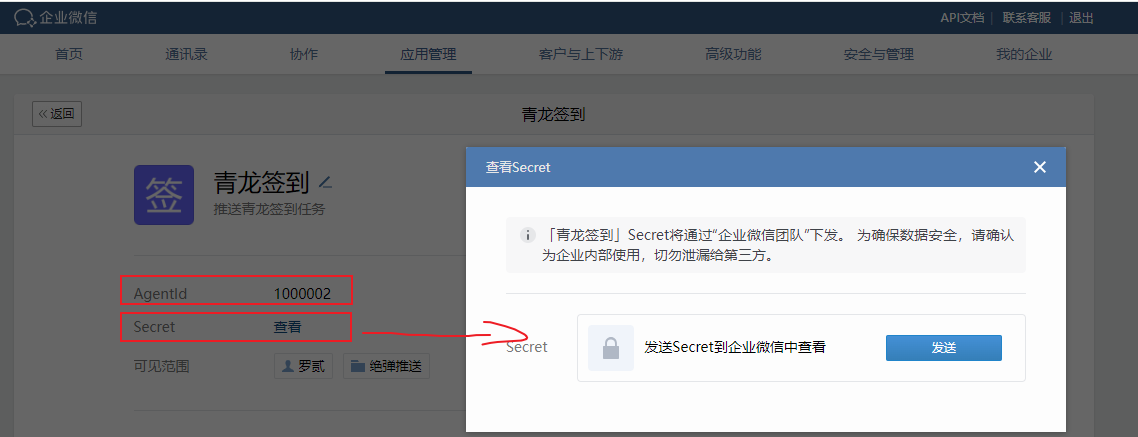 企业微信
API文档 | 联系客服 | 退出
首页 通讯录 协作 应用管理 客户与上下游 高级功能 安全与管理 我的企业
«返回
青龙签到
签
青龙签到
推送青龙签到任务
AgentId 1000002
Secret 查看
可见范围 罗贰 绝弹推送
查看Secret
「青龙签到」Secret将通过“企业微信团队”下发。 为确保数据安全，请确认
为企业内部使用，切勿泄漏给第三方。
Secret 发送Secret到企业微信中查看 发送